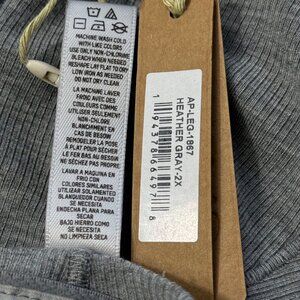 MACHINE WASH COLD
WITH LIKE COLORS
USE ONLY NON-CHLORINE
BLEACH WHEN NEEDED
RESHAPE LAY FLAT TO DRY
LOW IRON AS NEEDED
DO NOT DRY CLEAN
LA MACHINE LAVER
FROID AVEC DES
COULEURS COMME
UTILISER SEULEMENT
NON-CHLORE
BLANCHIMENT EN
CAS DE BESOIN
REMODELER LA POSE
À PLAT POUR SÉCHER
LE FER BAS AU BESOIN
NE SÉCHEZ PAS PROPRE
LAVAR A MAQUINA EN
FRIO CON
COLORES SIMILARES
UTILIZAR SOLAMENTE
BLANQUEADOR CUANDO
SE NECESITA
ENDECHA PLANA PARA
SECAR
BAJO HIERRO COMO
SE NECESITA
AP-LEG-1867
HEATHER GRAY-2X